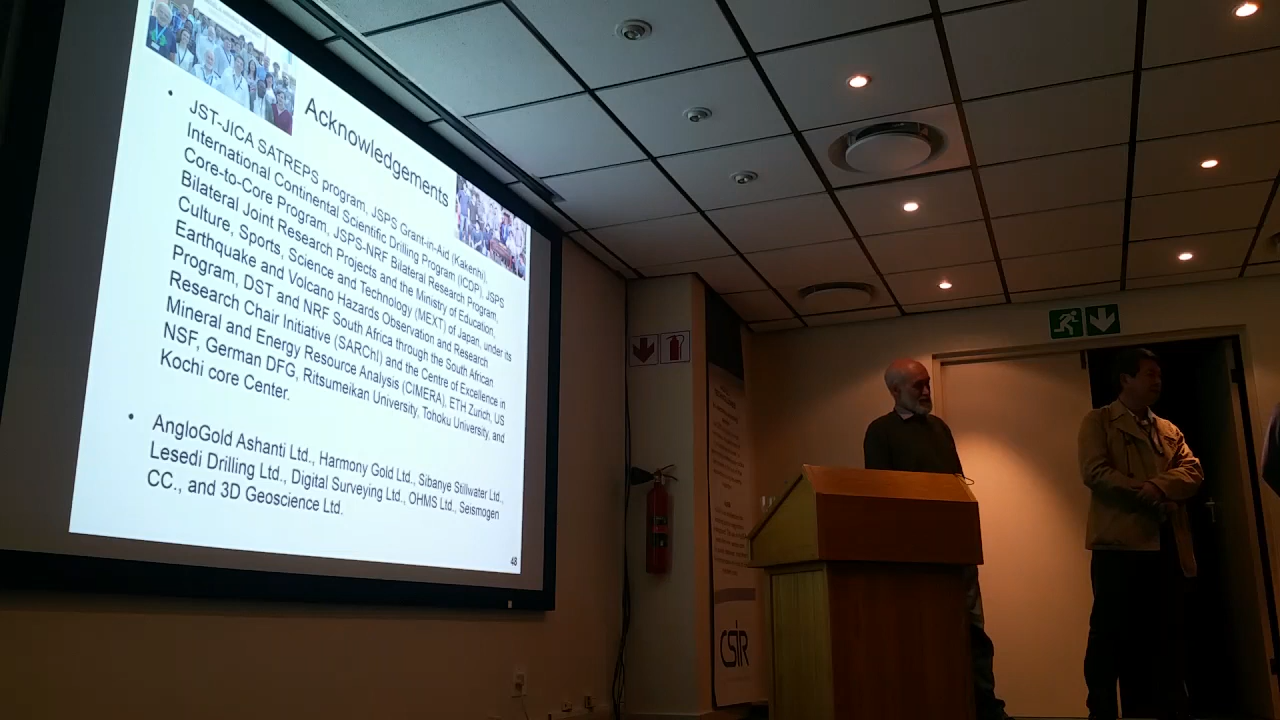 Acknowledgements
• JST-JICA SATREPS program, JSPS Grant-in-Aid (Kakenhi),
International Continental Scientific Drilling Program (ICDP), JSPS
Core-to-Core Program, JSPS-NRF Bilateral Research Program,
Bilateral Joint Research Projects and the Ministry of Education,
Culture, Sports, Science and Technology (MEXT) of Japan, under its
Earthquake and Volcano Hazards Observation and Research
Program, DST and NRF South Africa through the South African
Research Chair Initiative (SARChI) and the Centre of Excellence in
Mineral and Energy Resource Analysis (CIMERA), ETH Zurich, US
NSF, German DFG, Ritsumeikan University, Tohoku University, and
Kochi core Center.
• AngloGold Ashanti Ltd., Harmony Gold Ltd., Sibanye Stillwater Ltd.
Lesedi Drilling Ltd., Digital Surveying Ltd., OHMS Ltd., Seismogen
CC., and 3D Geoscience Ltd.
48
CSIR